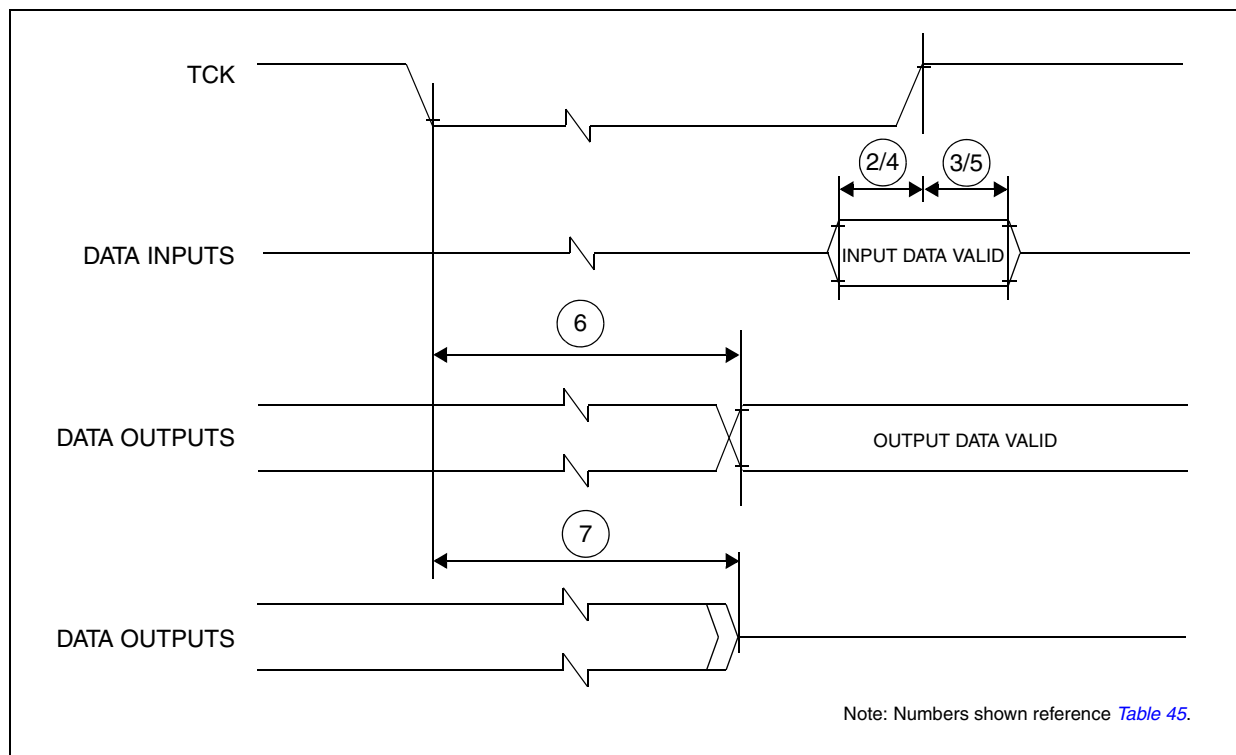 TCK
2/4
3/5
DATA INPUTS
INPUT DATA VALID
6
DATA OUTPUTS
OUTPUT DATA VALID
7
DATA OUTPUTS
Note: Numbers shown reference Table 45.